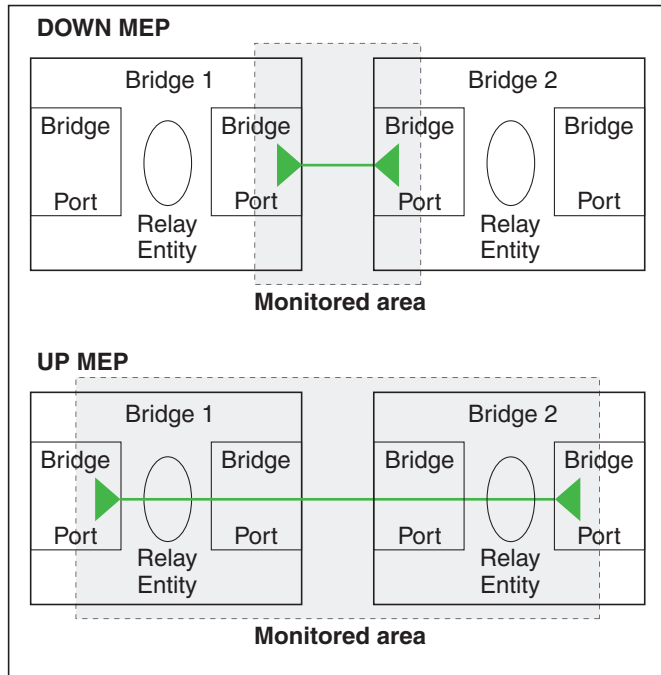 DOWN MEP
Bridge 1
Bridge 2
Bridge
Bridge
Bridge
Bridge
Port
Port
Port
Port
Relay
Entity
Relay
Entity
Monitored area
UP MEP
Bridge 1
Bridge 2
Bridge
Bridge
Bridge
Bridge
Port
Port
Port
Port
Relay
Entity
Relay
Entity
Monitored area